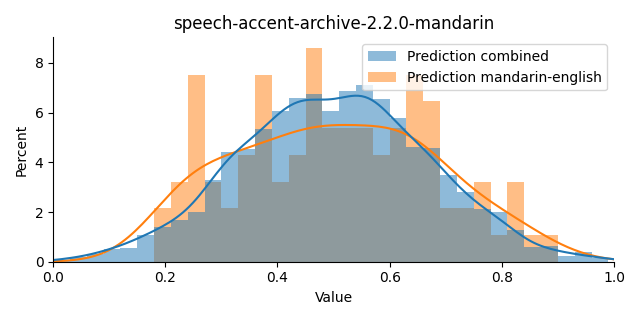 speech-accent-archive-2.2.0-mandarin
Prediction combined
Prediction mandarin-english
8
6
4
2
0
Percent
0.0 0.2 0.4 0.6 0.8 1.0
Value